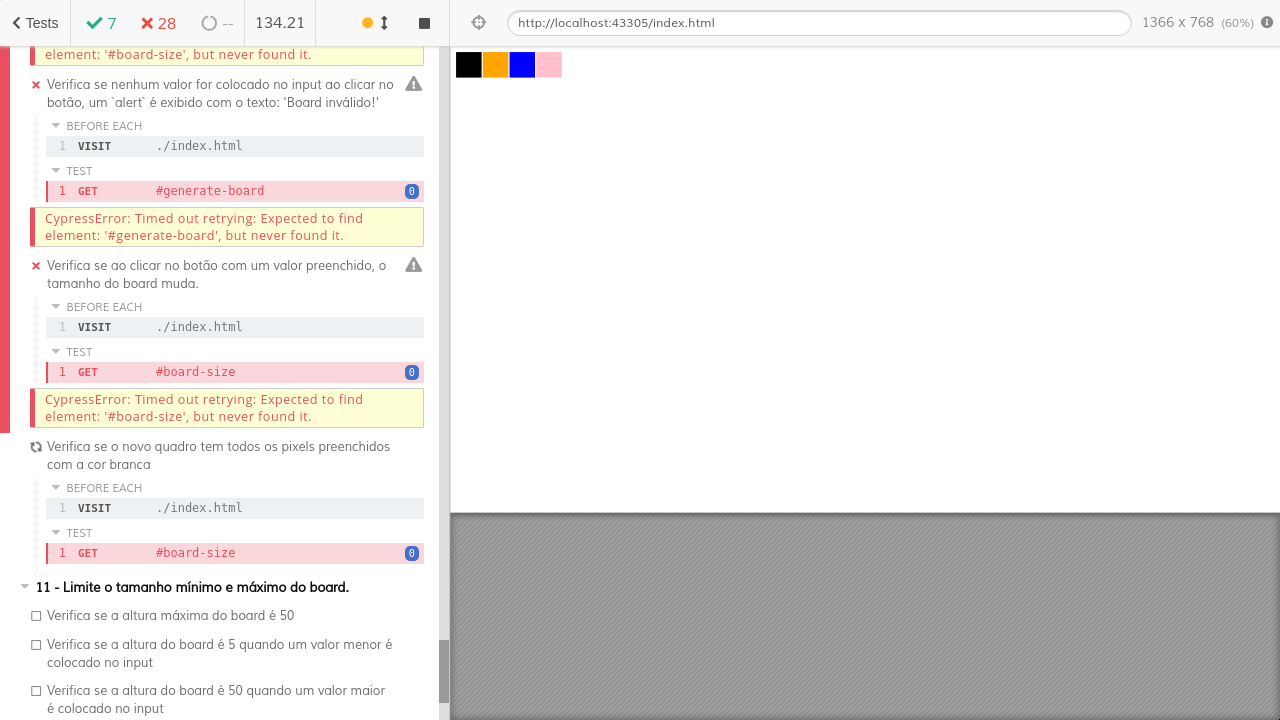 Tests
7
28
--
134.21
http://localhost:43305/index.html
1366 x 768 (60%)
element: '#board-size', but never found it.
Verifica se nenhum valor for colocado no input ao clicar no
botão, um `alert` é exibido com o texto: 'Board inválido!'
BEFORE EACH
1 VISIT ./index.html
TEST
1 GET #generate-board 0
CypressError: Timed out retrying: Expected to find
element: '#generate-board', but never found it.
Verifica se ao clicar no botão com um valor preenchido, o
tamanho do board muda.
BEFORE EACH
1 VISIT ./index.html
TEST
1 GET #board-size 0
CypressError: Timed out retrying: Expected to find
element: '#board-size', but never found it.
Verifica se o novo quadro tem todos os pixels preenchidos
com a cor branca
BEFORE EACH
1 VISIT ./index.html
TEST
1 GET #board-size 0
11 - Limite o tamanho mínimo e máximo do board.
Verifica se a altura máxima do board é 50
Verifica se a altura do board é 5 quando um valor menor é
colocado no input
Verifica se a altura do board é 50 quando um valor maior
é colocado no input